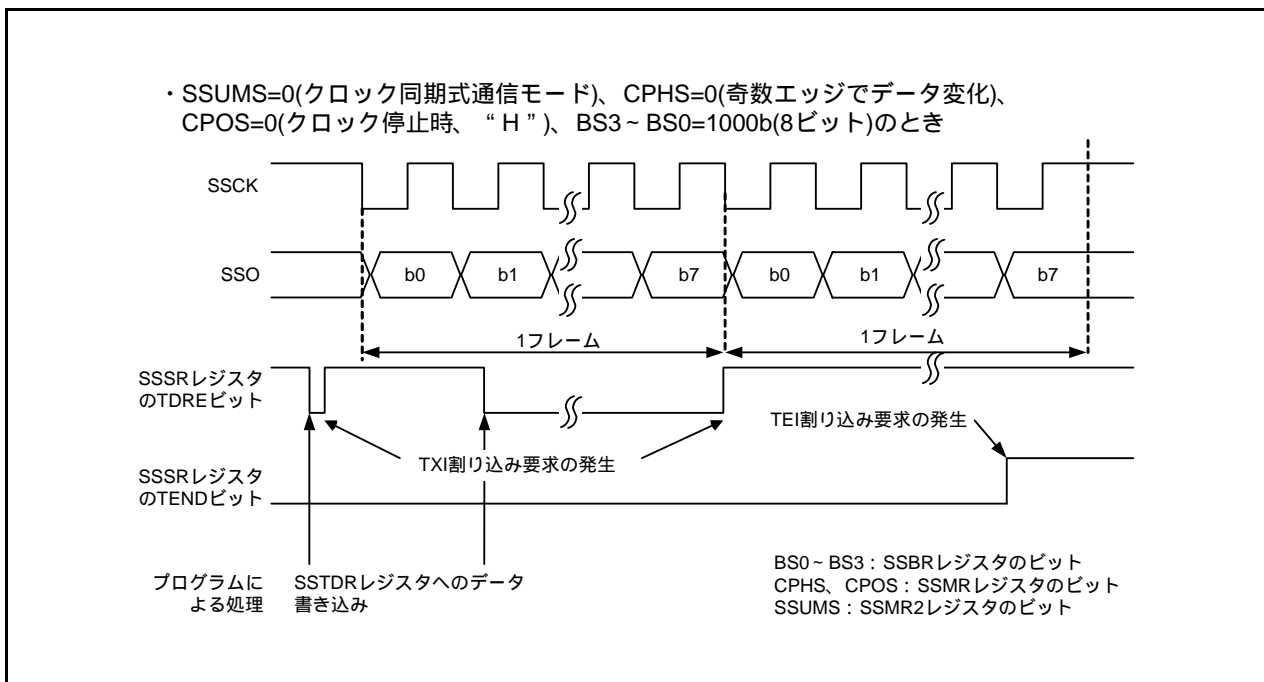 ・SSUMS=0(クロック同期式通信モード)、CPHS=0(奇数エッジでデータ変化)、
CPOS=0(クロック停止時、“H”)、BS3~BS0=1000b(8ビット)のとき
SSCK
SSO
b0
b1
b7
b0
b1
b7
1フレーム
1フレーム
SSSRレジスタ
のTDREビット
TEI割り込み要求の発生
TXI割り込み要求の発生
SSSRレジスタ
のTENDビット
プログラムに
よる処理
SSTDRレジスタへのデータ
書き込み
BS0~BS3:SSBRレジスタのビット
CPHS、CPOS:SSMRレジスタのビット
SSUMS:SSMR2レジスタのビット